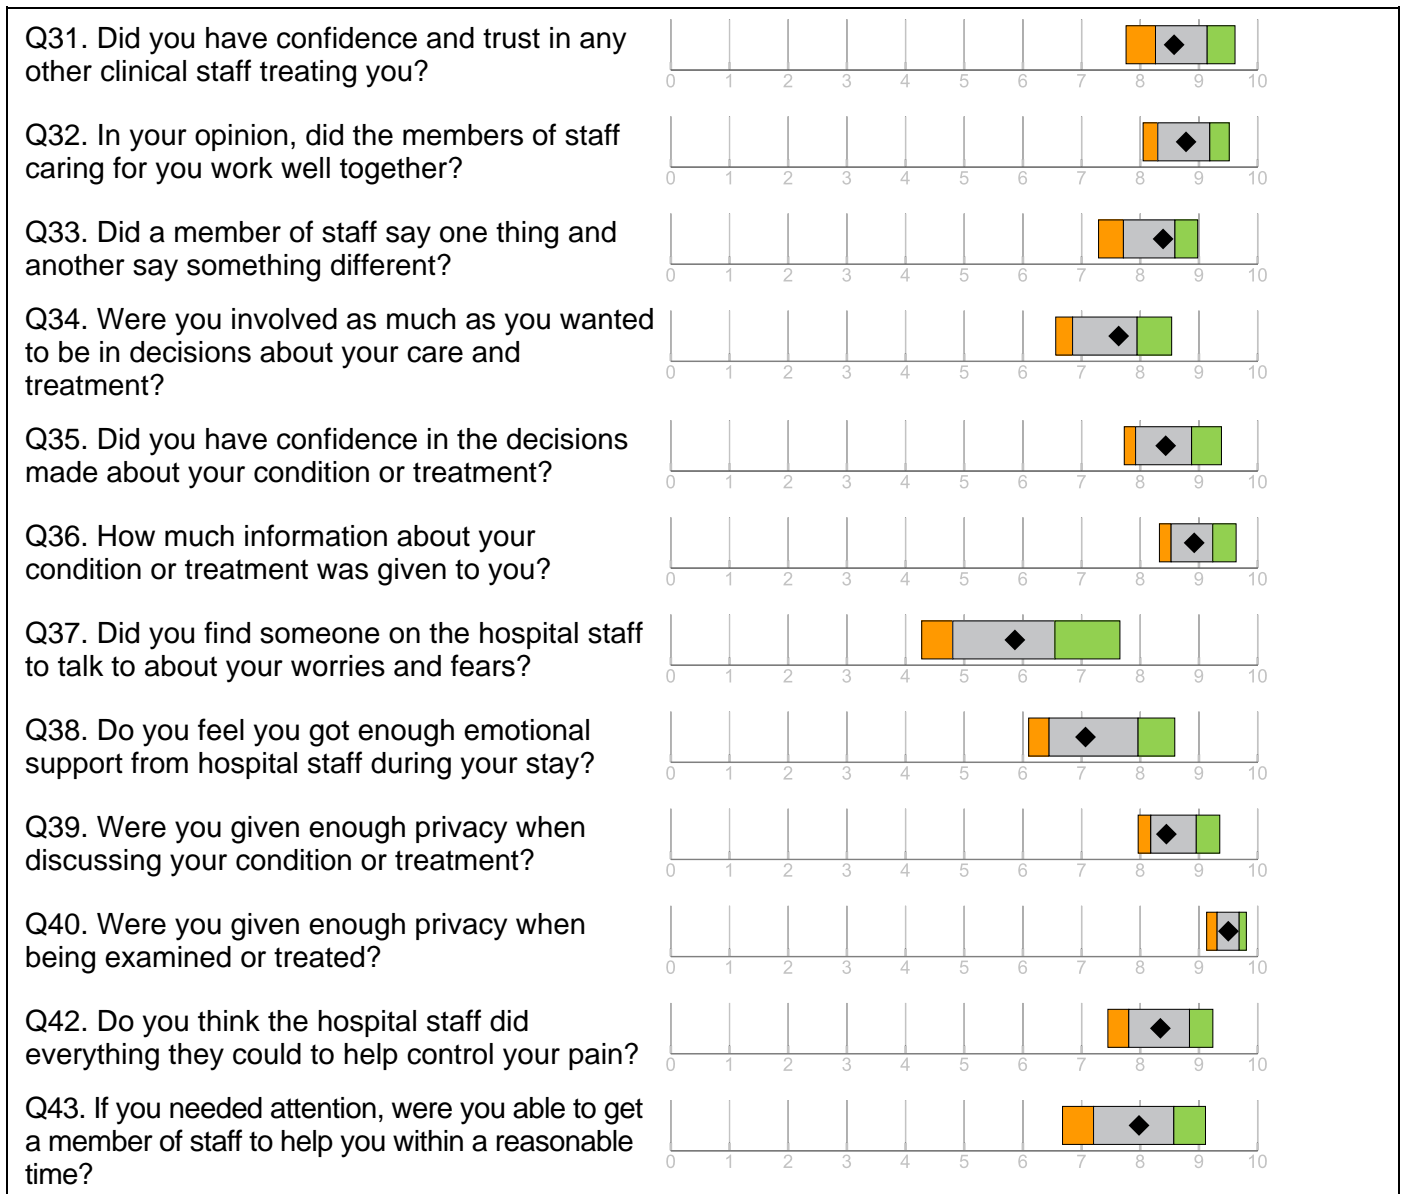 Q31. Did you have confidence and trust in any
other clinical staff treating you?
0 1 2 3 4 5 6 7 8 9 10
Q32. In your opinion, did the members of staff
caring for you work well together?
0 1 2 3 4 5 6 7 8 9 10
Q33. Did a member of staff say one thing and
another say something different?
0 1 2 3 4 5 6 7 8 9 10
Q34. Were you involved as much as you wanted
to be in decisions about your care and
treatment?
0 1 2 3 4 5 6 7 8 9 10
Q35. Did you have confidence in the decisions
made about your condition or treatment?
0 1 2 3 4 5 6 7 8 9 10
Q36. How much information about your
condition or treatment was given to you?
0 1 2 3 4 5 6 7 8 9 10
Q37. Did you find someone on the hospital staff
to talk to about your worries and fears?
0 1 2 3 4 5 6 7 8 9 10
Q38. Do you feel you got enough emotional
support from hospital staff during your stay?
0 1 2 3 4 5 6 7 8 9 10
Q39. Were you given enough privacy when
discussing your condition or treatment?
0 1 2 3 4 5 6 7 8 9 10
Q40. Were you given enough privacy when
being examined or treated?
0 1 2 3 4 5 6 7 8 9 10
Q42. Do you think the hospital staff did
everything they could to help control your pain?
0 1 2 3 4 5 6 7 8 9 10
Q43. If you needed attention, were you able to get
a member of staff to help you within a reasonable
time?
0 1 2 3 4 5 6 7 8 9 10